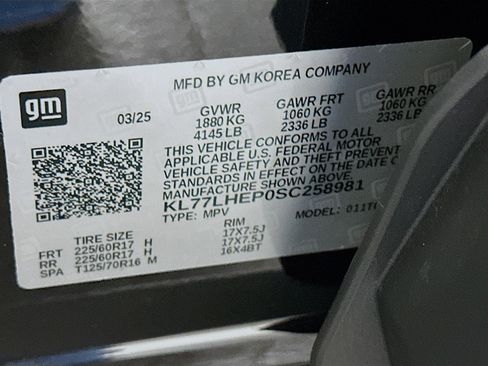 MFD BY GM KOREA COMPANY
gm
03/25
GVWR GAWR FRT GAWR RR
1880 KG 1060 KG 1060 KG
4145 LB 2336 LB 2336 LB
THIS VEHICLE CONFORMS TO ALL
APPLICABLE U.S. FEDERAL MOTOR
VEHICLE SAFETY AND THEFT PREVENT
STANDARDS IN EFFECT ON THE DATE O
MANUFACTURE SHOWN ABOVE.
KL77LHEP0SC258981
TYPE: MPV MODEL: 011T
TIRE SIZE RIM
FRT 225/60R17 H 17X7.5J
RR 225/60R17 H 17X7.5J
SPA T125/70R16 M 16X4BT